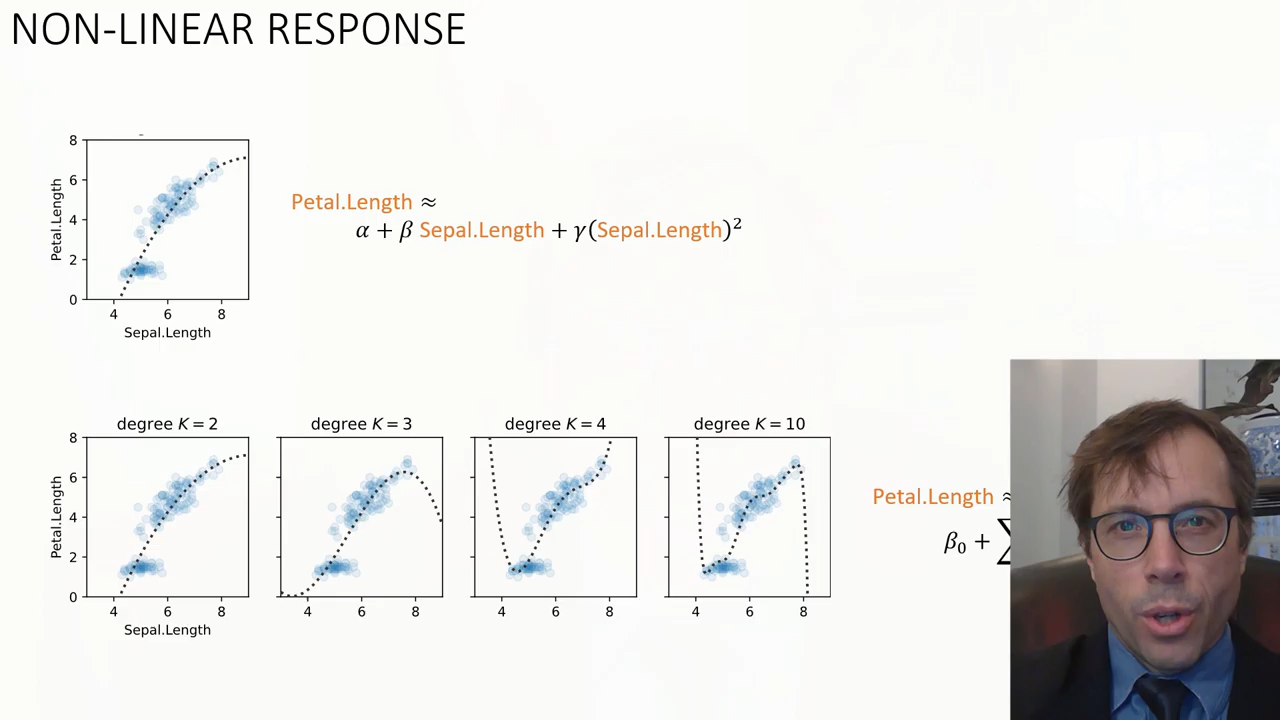 NON-LINEAR RESPONSE
8
6
4
2
0
Petal.Length
4 6 8
Sepal.Length
Petal.Length ≈
α + β Sepal.Length + γ(Sepal.Length)²
degree K = 2
degree K = 3
degree K = 4
degree K = 10
8
6
4
2
0
Petal.Length
4 6 8
4 6 8
4 6 8
4 6 8
Sepal.Length
Petal.Length ≈
β₀ + ∑